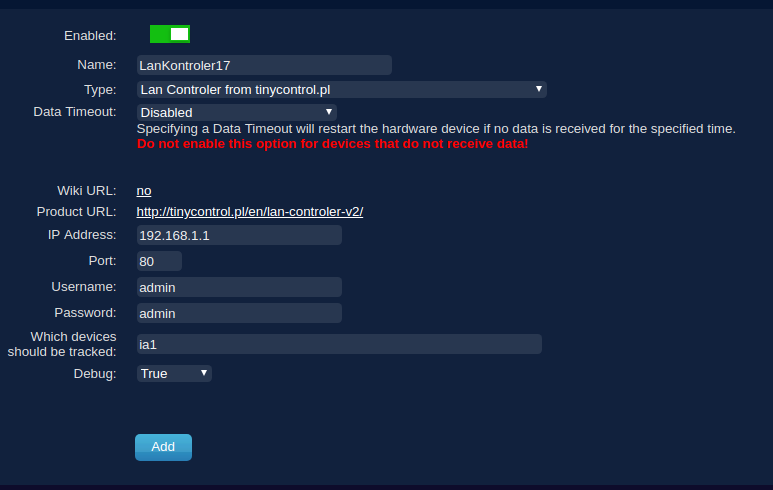 Enabled:
Name: LanKontroler17
Type: Lan Controler from tinycontrol.pl
Data Timeout: Disabled
Specifying a Data Timeout will restart the hardware device if no data is received for the specified time.
Do not enable this option for devices that do not receive data!
Wiki URL: no
Product URL: http://tinycontrol.pl/en/lan-controler-v2/
IP Address: 192.168.1.1
Port: 80
Username: admin
Password: admin
Which devices
should be tracked: ia1
Debug: True
Add